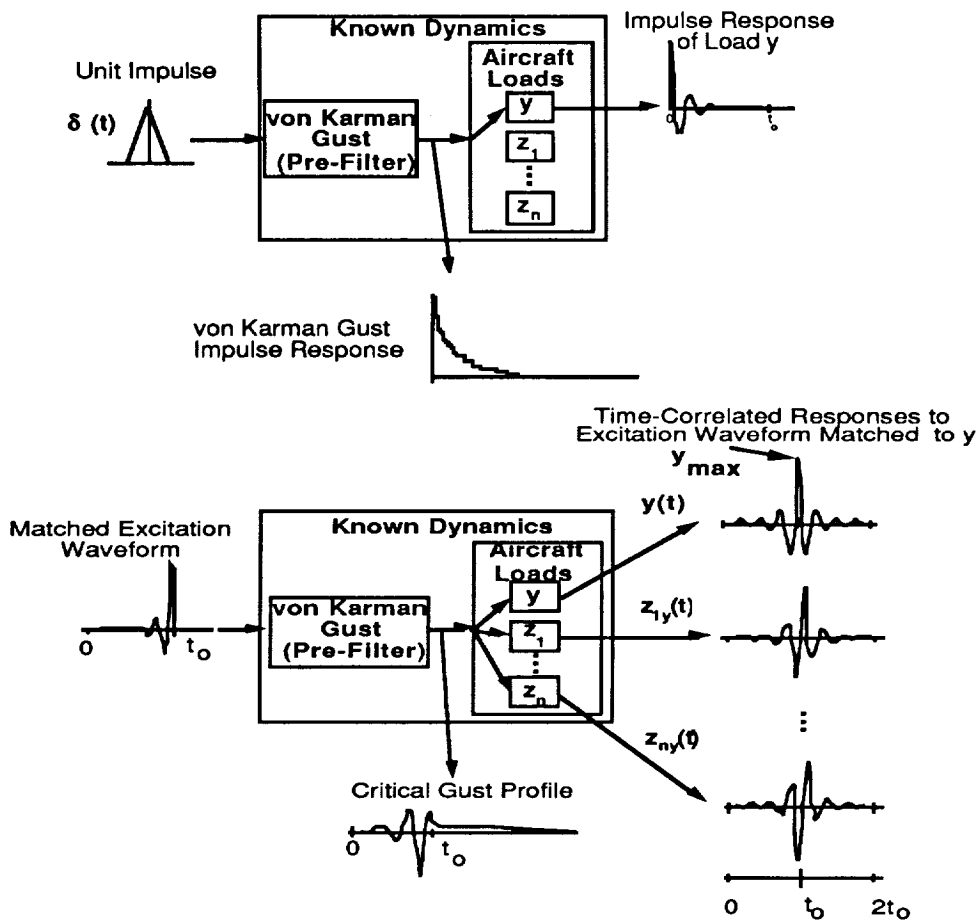 Known Dynamics
Impulse Response
of Load y
Unit Impulse
Aircraft
Loads
δ (t)
von Karman
Gust
(Pre-Filter)
y
z1
zn
0
to
von Karman Gust
Impulse Response
Time-Correlated Responses to
Excitation Waveform Matched to y
ymax
y(t)
Matched Excitation
Waveform
Known Dynamics
Aircraft
Loads
von Karman
Gust
(Pre-Filter)
y
z1
zn
z1y(t)
0
to
zny(t)
Critical Gust Profile
0
to
0
to
2to